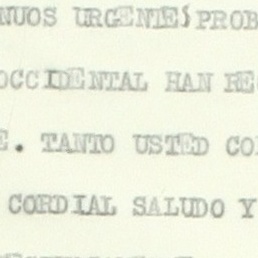 NUOS URGENTES PROB
OCCIDENTAL HAN RE
E. TANTO USTED CO
CORDIAL SALUDO Y